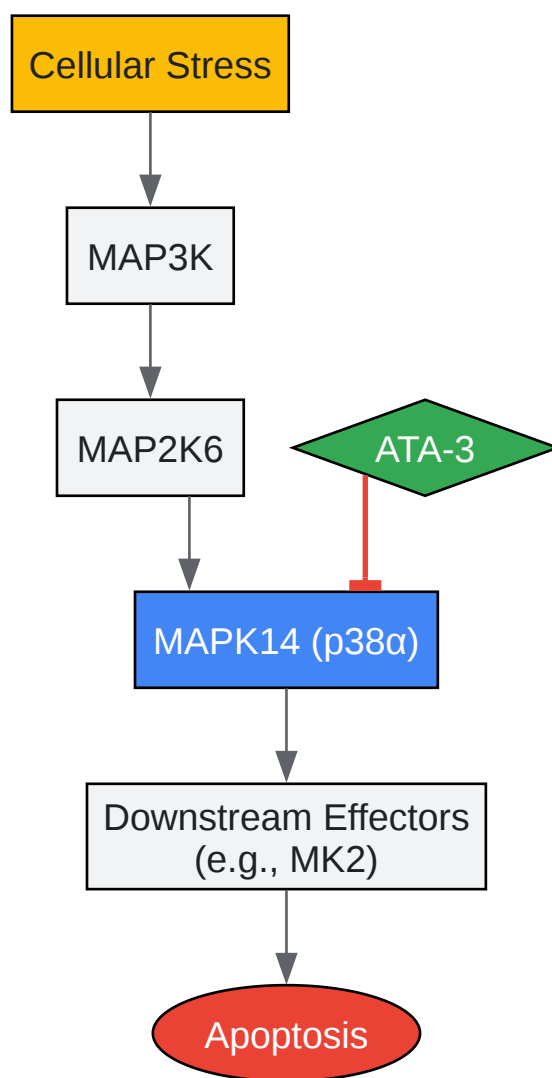 Cellular Stress
MAP3K
MAP2K6
ATA-3
MAPK14 (p38α)
Downstream Effectors
(e.g., MK2)
Apoptosis